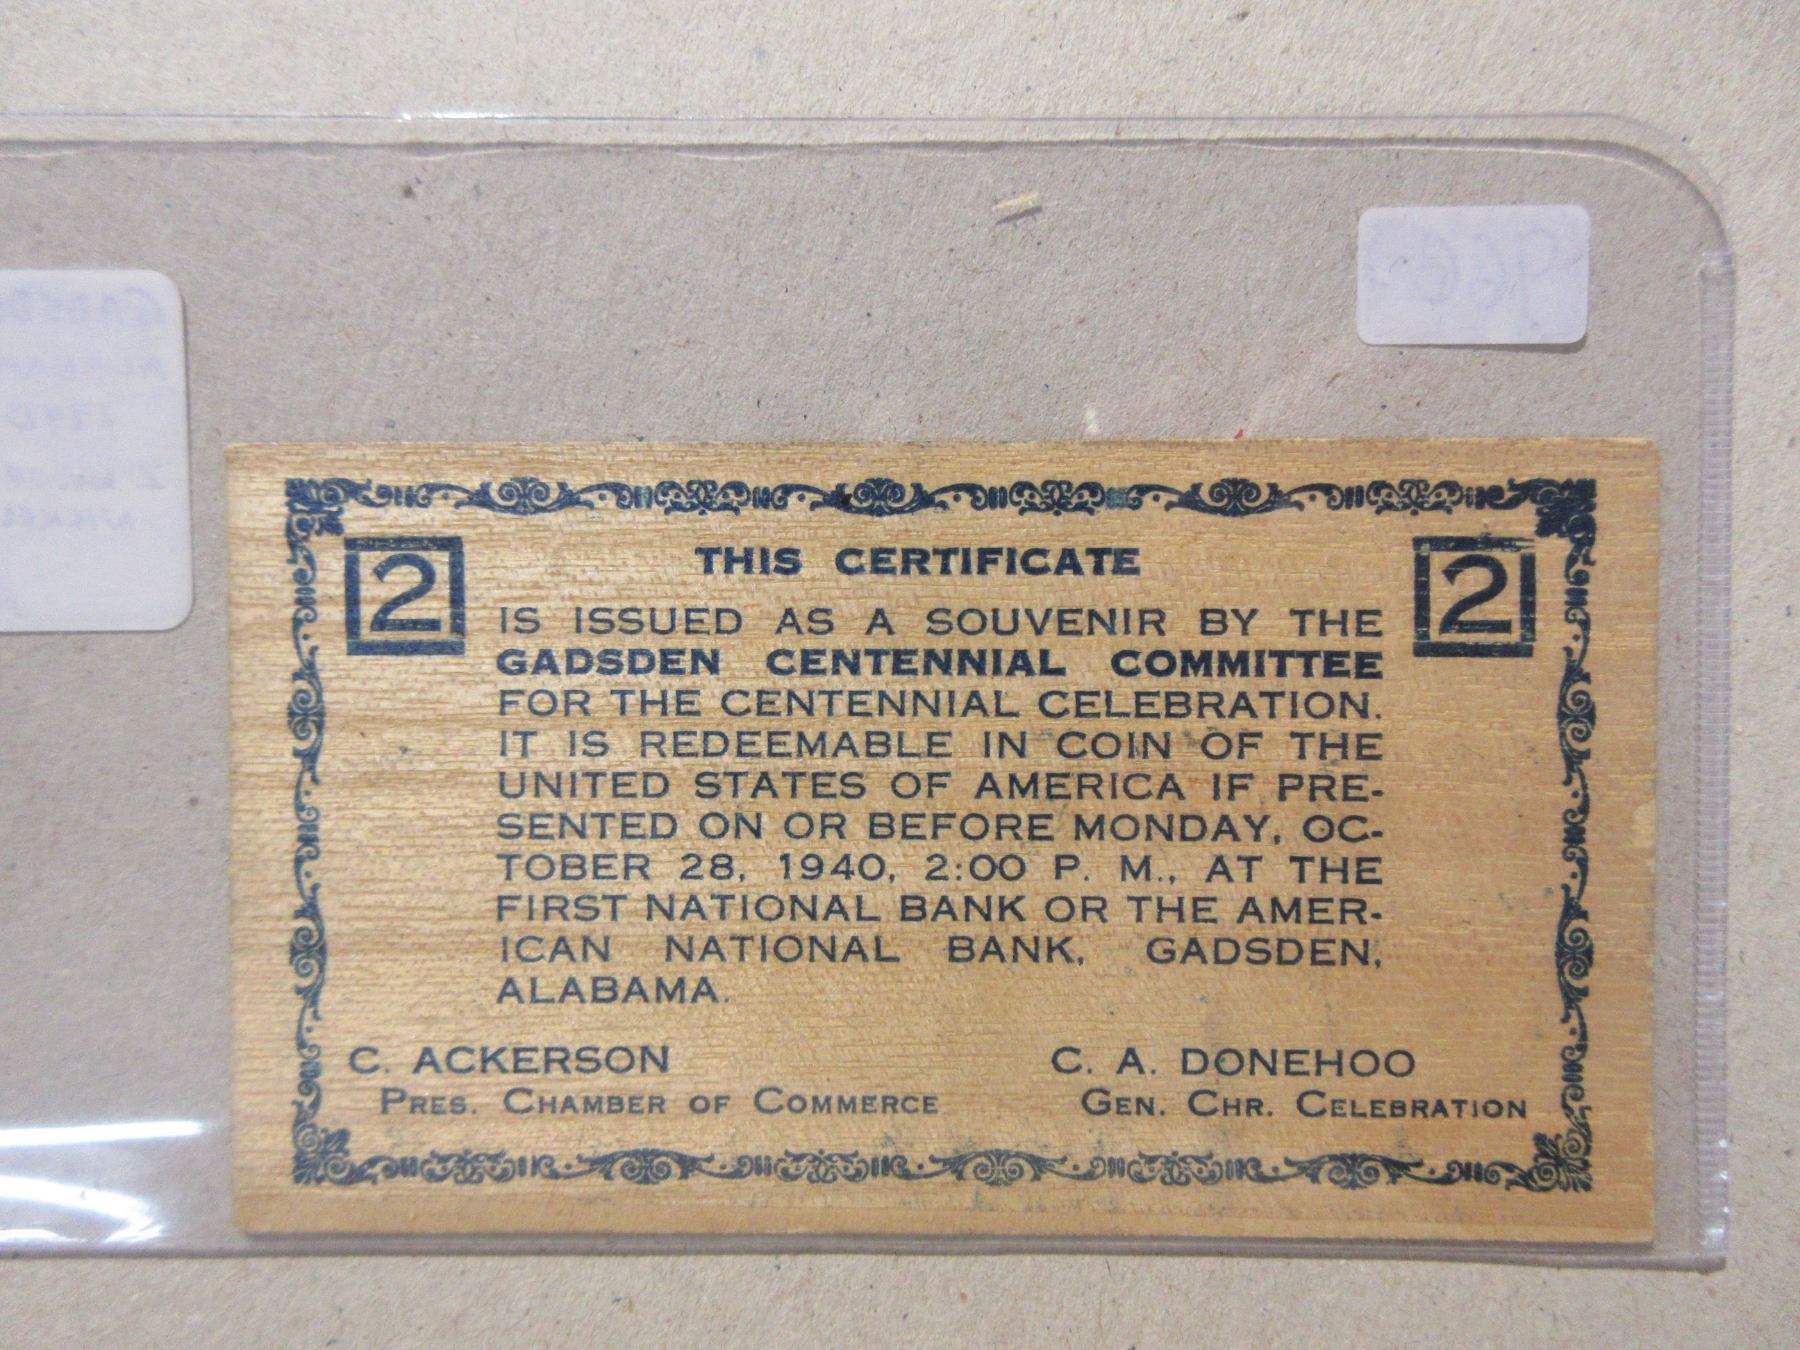 THIS CERTIFICATE
2
2
IS ISSUED AS A SOUVENIR BY THE
GADSDEN CENTENNIAL COMMITTEE
FOR THE CENTENNIAL CELEBRATION.
IT IS REDEEMABLE IN COIN OF THE
UNITED STATES OF AMERICA IF PRE-
SENTED ON OR BEFORE MONDAY, OC-
TOBER 28, 1940, 2:00 P. M., AT THE
FIRST NATIONAL BANK OR THE AMER-
ICAN NATIONAL BANK, GADSDEN,
ALABAMA.
C. ACKERSON
PRES. CHAMBER OF COMMERCE
C. A. DONEHOO
GEN. CHR. CELEBRATION